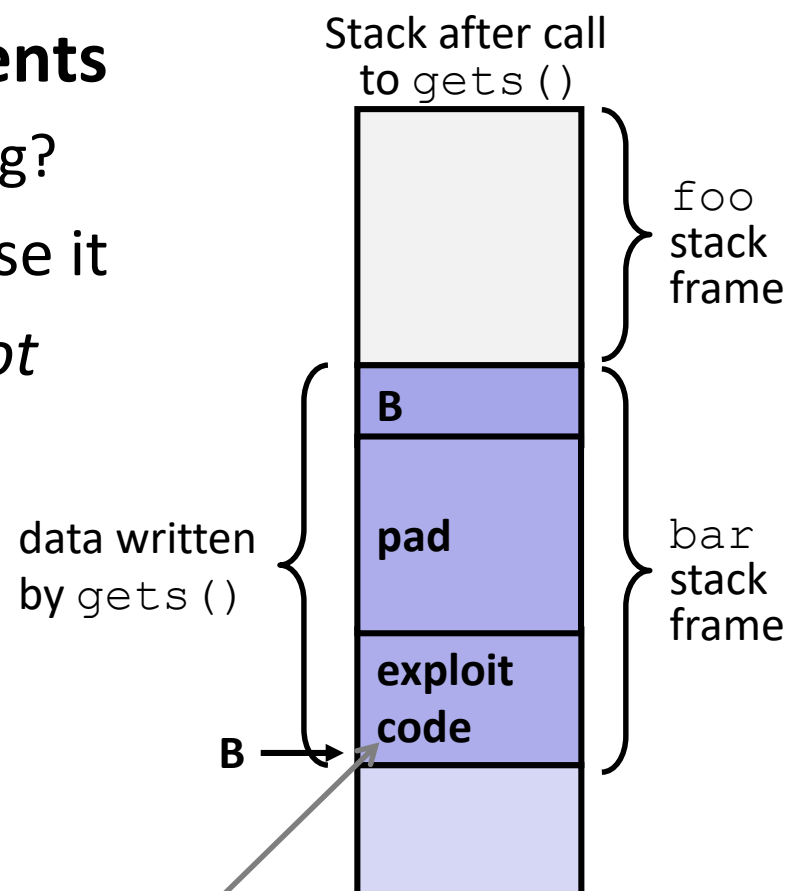 ents
g?
se it
ot
Stack after call
to gets()
foo
stack
frame
B
pad
exploit
code
data written
by gets()
B
bar
stack
frame